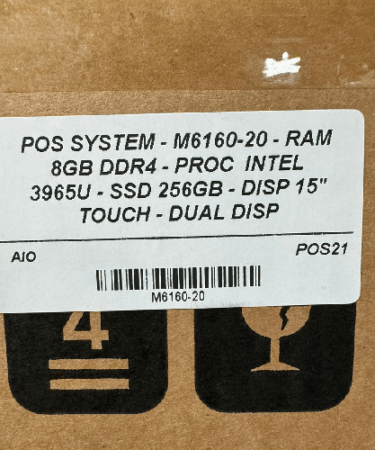 POS SYSTEM - M6160-20 - RAM
8GB DDR4 - PROC INTEL
3965U - SSD 256GB - DISP 15"
TOUCH - DUAL DISP
AIO
POS21
M6160-20
4